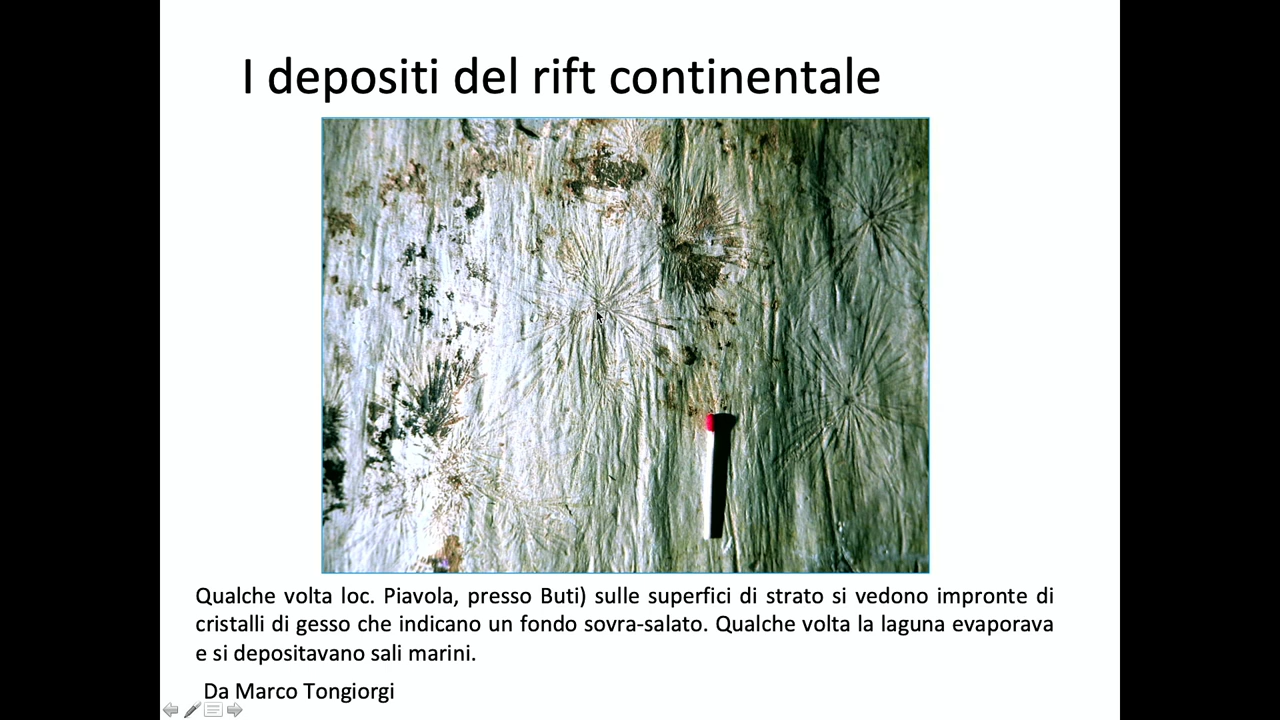 I depositi del rift continentale
Qualche volta loc. Piavola, presso Buti) sulle superfici di strato si vedono impronte di
cristalli di gesso che indicano un fondo sovra-salato. Qualche volta la laguna evaporava
e si depositavano sali marini.
Da Marco Tongiorgi